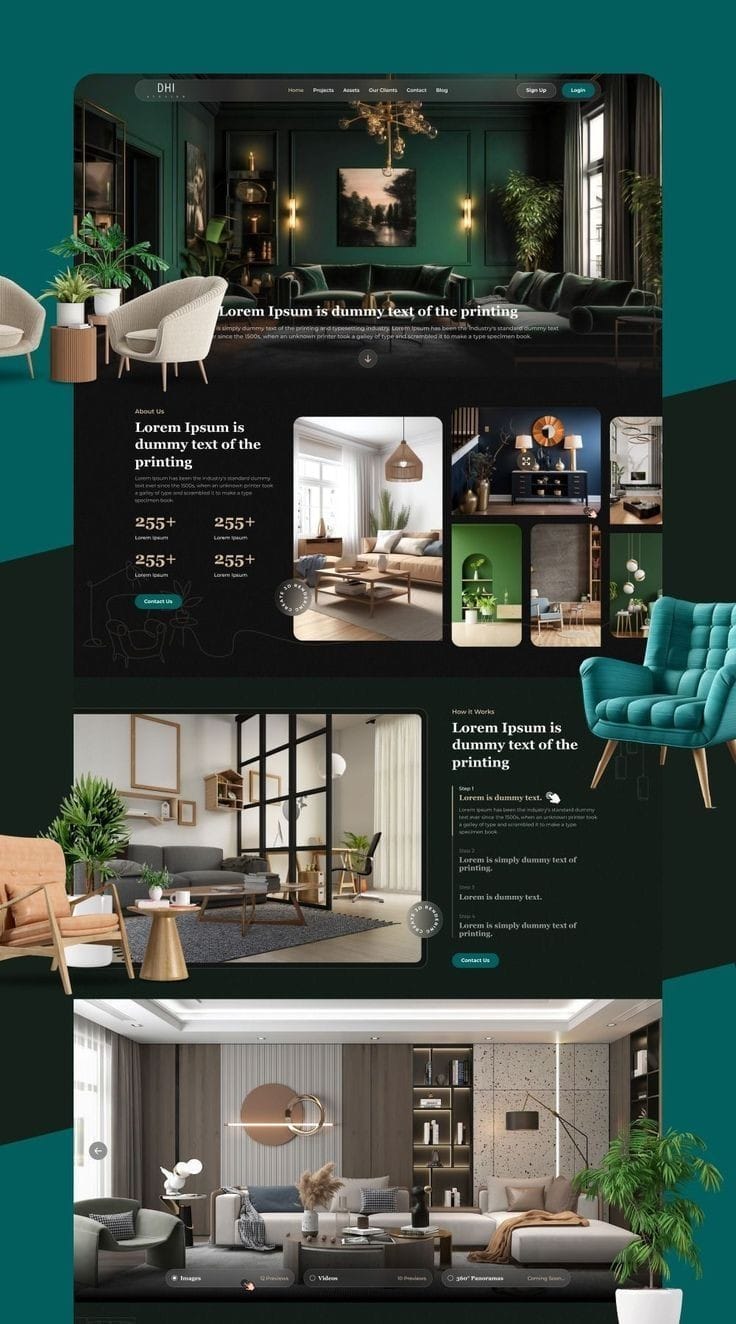 DHI
Home Projects Assets Our Clients Contact Blog Sign Up Login
Lorem Ipsum is dummy text of the printing
is simply dummy text of the printing and typesetting industry. Lorem Ipsum has been the industry's standard dummy text
r since the 1500s, when an unknown printer took a galley of type and scrambled it to make a type specimen book.
About Us
Lorem Ipsum is
dummy text of the
printing
Lorem Ipsum has been the industry's standard dummy
text ever since the 1500s, when an unknown printer took
a galley of type and scrambled it to make a type
specimen book.
255+ 255+
Lorem Ipsum Lorem Ipsum
255+ 255+
Lorem Ipsum Lorem Ipsum
Contact Us
CREATE 3D RENDERING
How it Works
Lorem Ipsum is
dummy text of the
printing
Step 1
Lorem is dummy text.
Lorem Ipsum has been the industry's standard dummy
text ever since the 1500s, when an unknown printer took
a galley of type and scrambled it to make a type
specimen book.
Step 2
Lorem is simply dummy text of
printing.
Step 3
Lorem is dummy text.
Step 4
Lorem is simply dummy text of
printing.
CREATE 3D RENDERING
Contact Us
Images 12 Previews Videos 10 Previews 360° Panoramas Coming Soon...